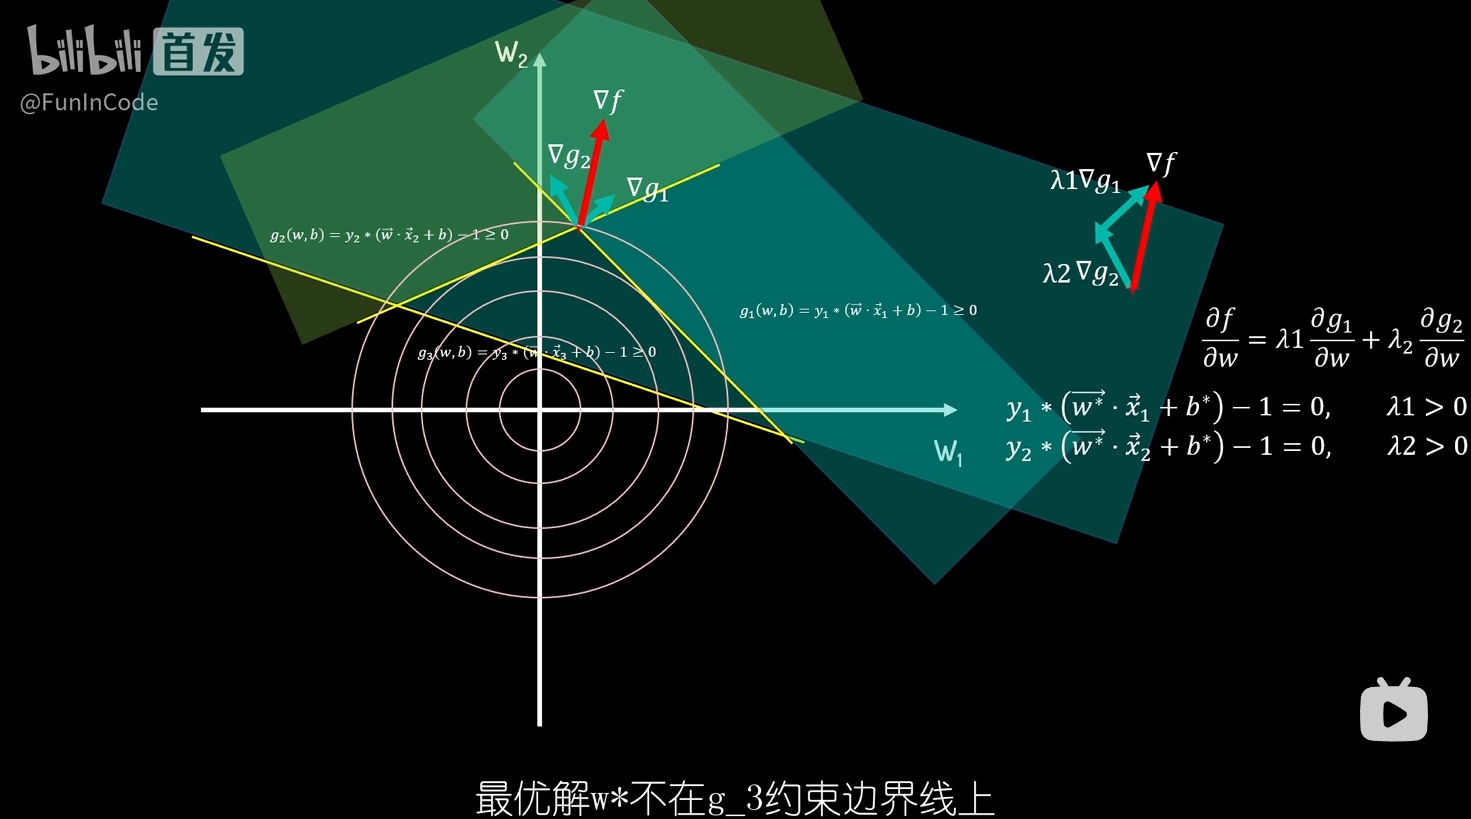 bilibili 首发
@FunInCode
W₂
∇f
∇g₂
∇g₁
∇f
λ1∇g₁
λ2∇g₂
g₂(w, b) = y₂ * (w⃗ · x⃗₂ + b) − 1 ≥ 0
g₁(w, b) = y₁ * (w⃗ · x⃗₁ + b) − 1 ≥ 0
g₃(w, b) = y₃ * (w⃗ · x⃗₃ + b) − 1 ≥ 0
∂f/∂w = λ1 ∂g₁/∂w + λ₂ ∂g₂/∂w
y₁ * (w*⃗ · x⃗₁ + b*) − 1 = 0, λ1 > 0
y₂ * (w*⃗ · x⃗₂ + b*) − 1 = 0, λ2 > 0
W₁
最优解w*不在g_3约束边界线上